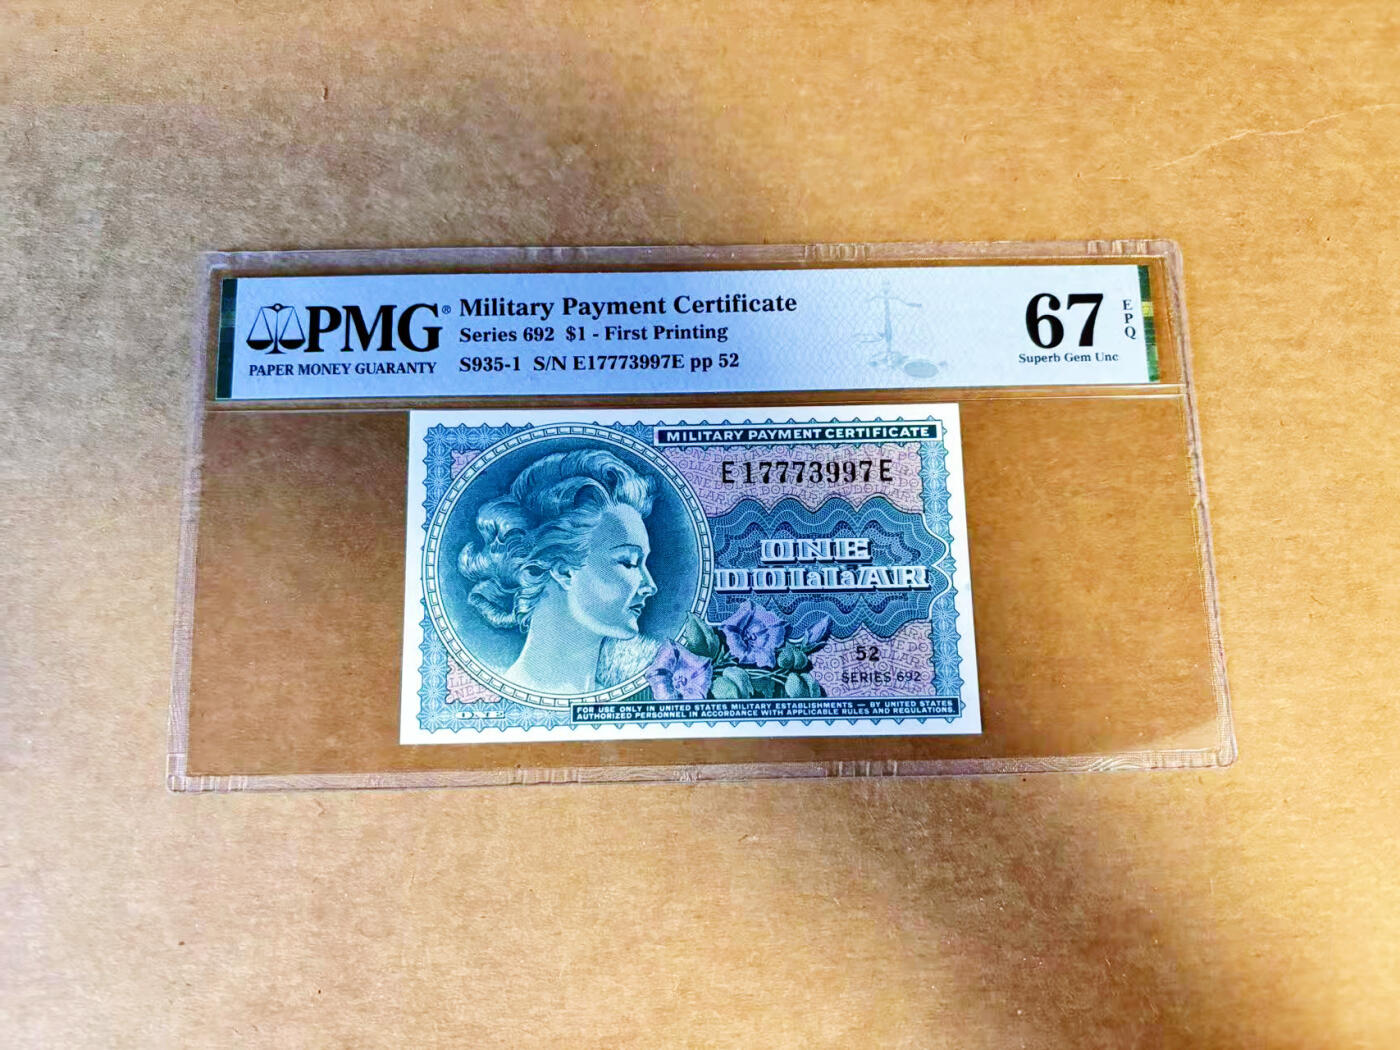 PMG®
PAPER MONEY GUARANTY
Military Payment Certificate
Series 692 $1 - First Printing
S935-1 S/N E17773997E pp 52
67
EPQ
Superb Gem Unc
MILITARY PAYMENT CERTIFICATE
E17773997E
ONE
DOllaR
52
SERIES 692
ONE
FOR USE ONLY IN UNITED STATES MILITARY ESTABLISHMENTS — BY UNITED STATES
AUTHORIZED PERSONNEL IN ACCORDANCE WITH APPLICABLE RULES AND REGULATIONS.